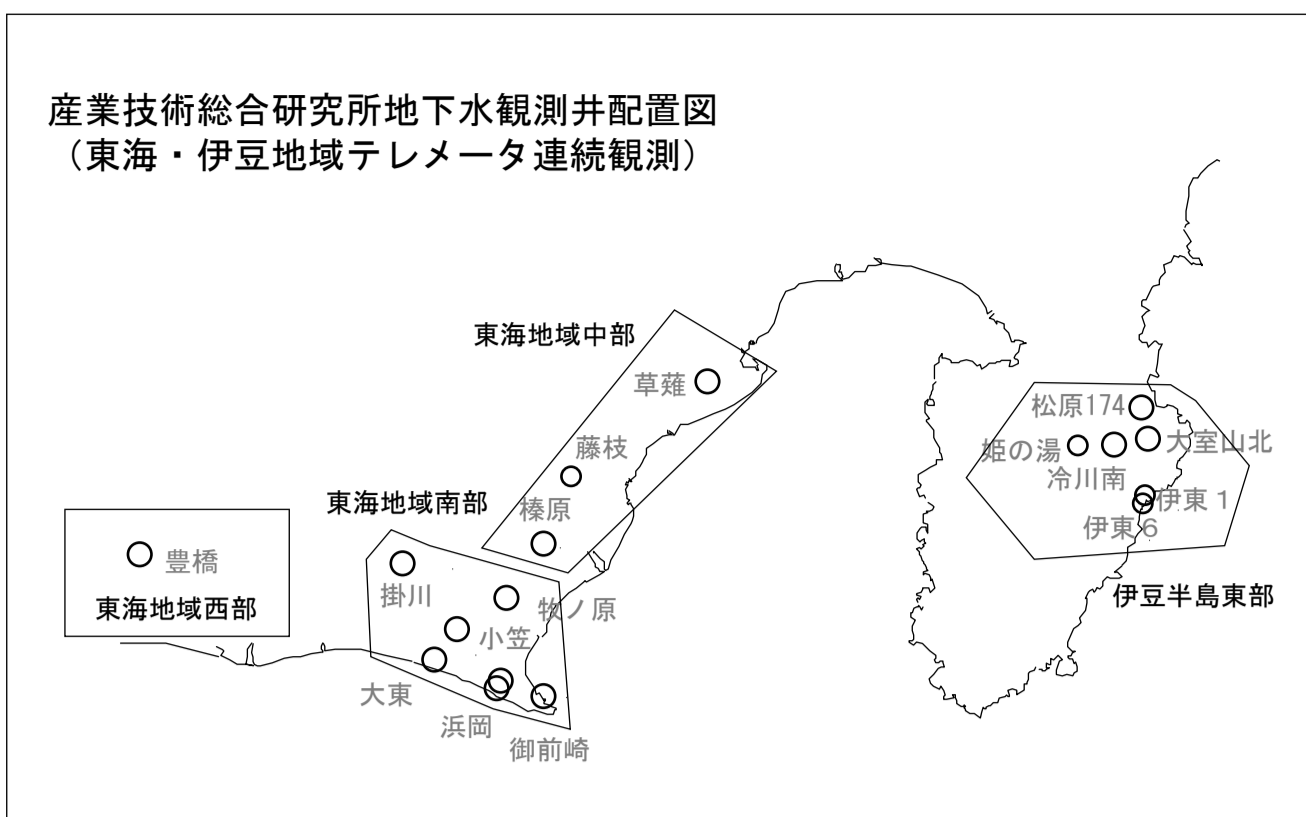 産業技術総合研究所地下水観測井配置図
（東海・伊豆地域テレメータ連続観測）
東海地域中部
草薙
藤枝
榛原
東海地域南部
掛川
牧ノ原
小笠
大東
浜岡
御前崎
豊橋
東海地域西部
松原174
姫の湯
大室山北
冷川南
伊東１
伊東６
伊豆半島東部